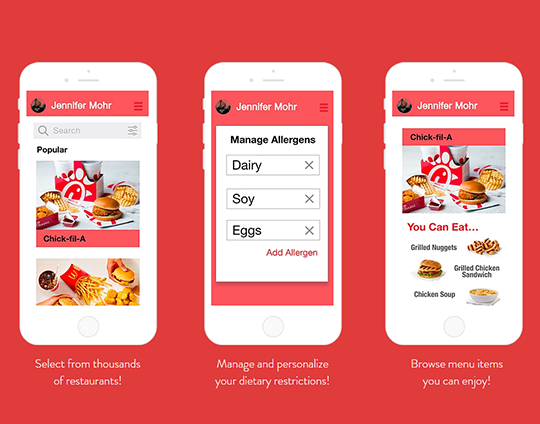 Jennifer Mohr
Search
Popular
Chick-fil-A
Select from thousands
of restaurants!
Jennifer Mohr
Manage Allergens
Dairy
Soy
Eggs
Add Allergen
Manage and personalize
your dietary restrictions!
Jennifer Mohr
Chick-fil-A
You Can Eat...
Grilled Nuggets
Grilled Chicken
Sandwich
Chicken Soup
Browse menu items
you can enjoy!